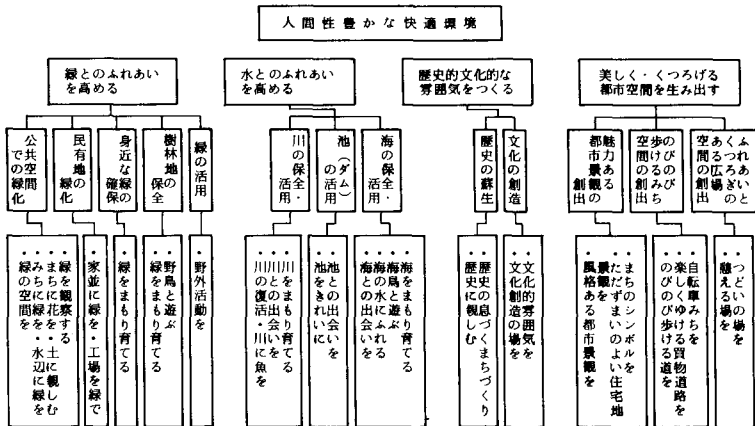 人間性豊かな快適環境
緑とのふれあい
を高める
水とのふれあい
を高める
歴史的文化的な
雰囲気をつくる
美しく・くつろげる
都市空間を生み出す
公共空間
での緑化
民有地の
緑化
身近な緑の
確保
樹林地の
保全
緑の活用
川の保全・
活用
池(ダム)
の活用
海の保全・
活用
歴史の蘇生
文化の創造
魅力ある
都市景観の
創出
のびのび
歩けるみち
空間の創出
ふれあいと
くつろぎの
ある広場
空間の創出
・緑を観察する
・まちに花を・土に親しむ
・みちに緑を・水辺に緑を
・緑の空間を
・家並に緑を・工場を緑で
・緑をまもり育てる
・野鳥と遊ぶ
・緑をまもり育てる
・野外活動を
・川をまもり育てる
・川との出会いを
・川の復活・川に魚を
・池との出会いを
・池をきれいに
・海をまもり育てる
・海鳥と遊ぶ
・海の水にふれる
・海との出会いを
・歴史の息づくまちづくり
・歴史に親しむ
・文化的雰囲気を
・文化創造の場を
・まちのシンボルを
・ただずまいのよい住宅地
景観を
・風格ある都市景観を
・自転車みちを
・楽しくゆける買物道路を
・のびのび歩ける道を
・つどいの場を
・憩える場を